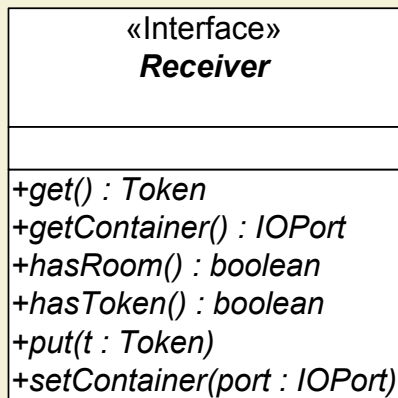 «Interface»
Receiver
+get() : Token
+getContainer() : IOPort
+hasRoom() : boolean
+hasToken() : boolean
+put(t : Token)
+setContainer(port : IOPort)